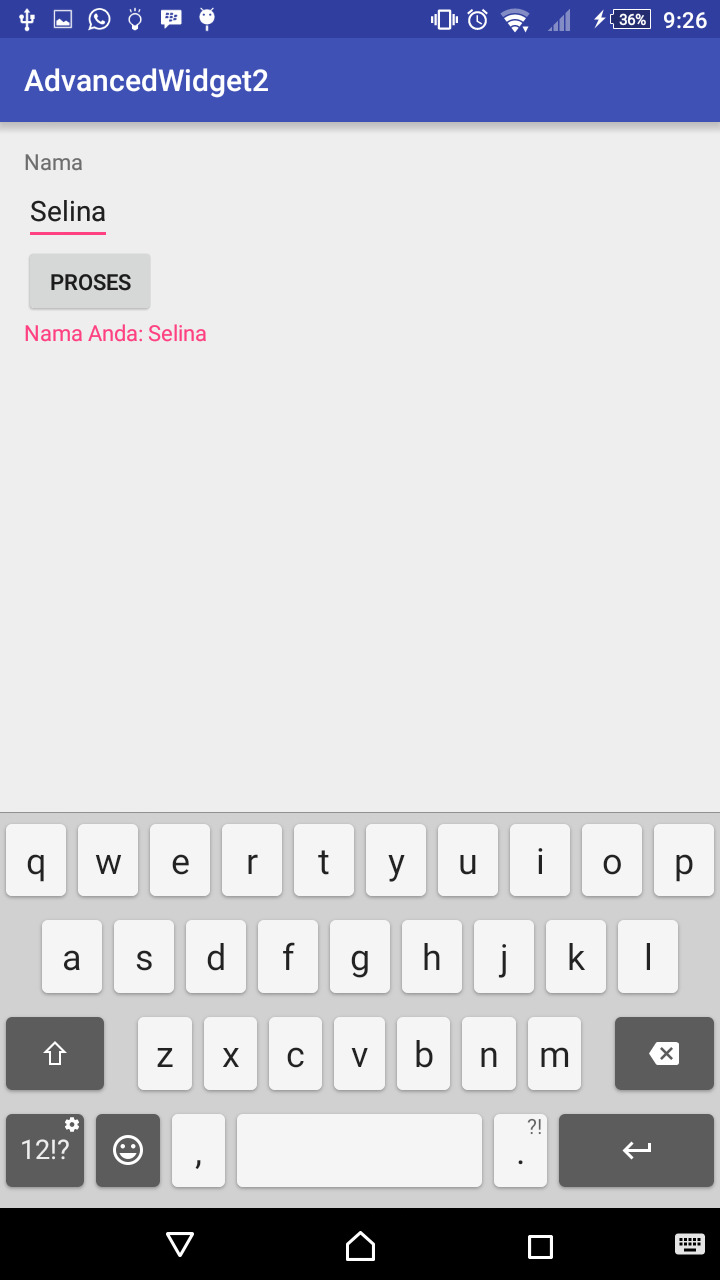 36% 9:26
AdvancedWidget2
Nama
Selina
PROSES
Nama Anda: Selina
q w e r t y u i o p
a s d f g h j k l
z x c v b n m
12!? , . ?!